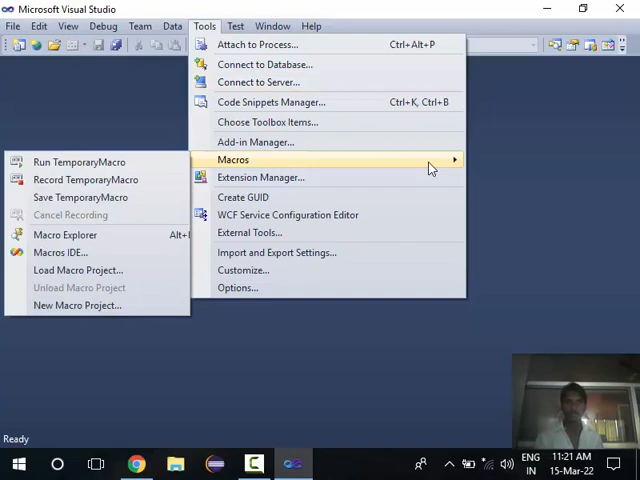 Microsoft Visual Studio
File Edit View Debug Team Data Tools Test Window Help
Attach to Process... Ctrl+Alt+P
Connect to Database...
Connect to Server...
Code Snippets Manager... Ctrl+K, Ctrl+B
Choose Toolbox Items...
Add-in Manager...
Macros
Extension Manager...
Create GUID
WCF Service Configuration Editor
External Tools...
Import and Export Settings...
Customize...
Options...
Run TemporaryMacro
Record TemporaryMacro
Save TemporaryMacro
Cancel Recording
Macro Explorer Alt+
Macros IDE...
Load Macro Project...
Unload Macro Project
New Macro Project...
Ready
ENG 11:21 AM
IN 15-Mar-22